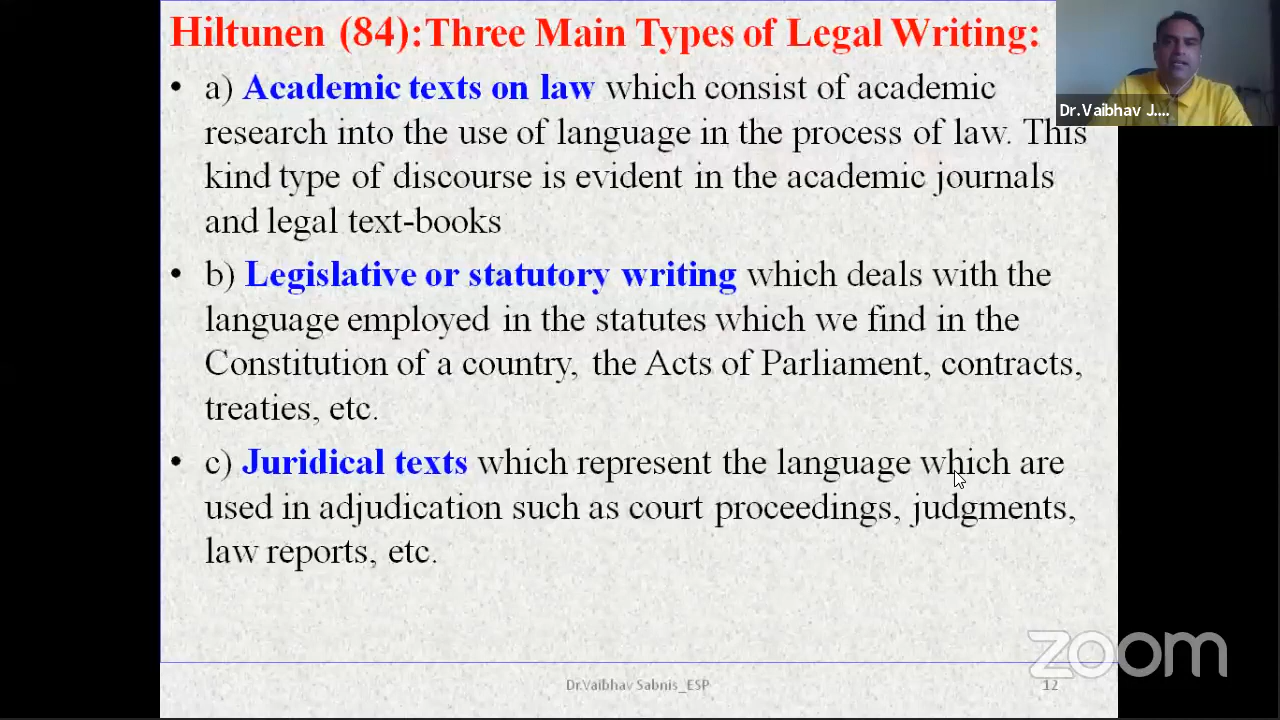 Hiltunen (84):Three Main Types of Legal Writing:
• a) Academic texts on law which consist of academic
research into the use of language in the process of law. This
kind type of discourse is evident in the academic journals
and legal text-books
• b) Legislative or statutory writing which deals with the
language employed in the statutes which we find in the
Constitution of a country, the Acts of Parliament, contracts,
treaties, etc.
• c) Juridical texts which represent the language which are
used in adjudication such as court proceedings, judgments,
law reports, etc.
Dr.Vaibhav J....
zoom
Dr.Vaibhav Sabnis_ESP
12